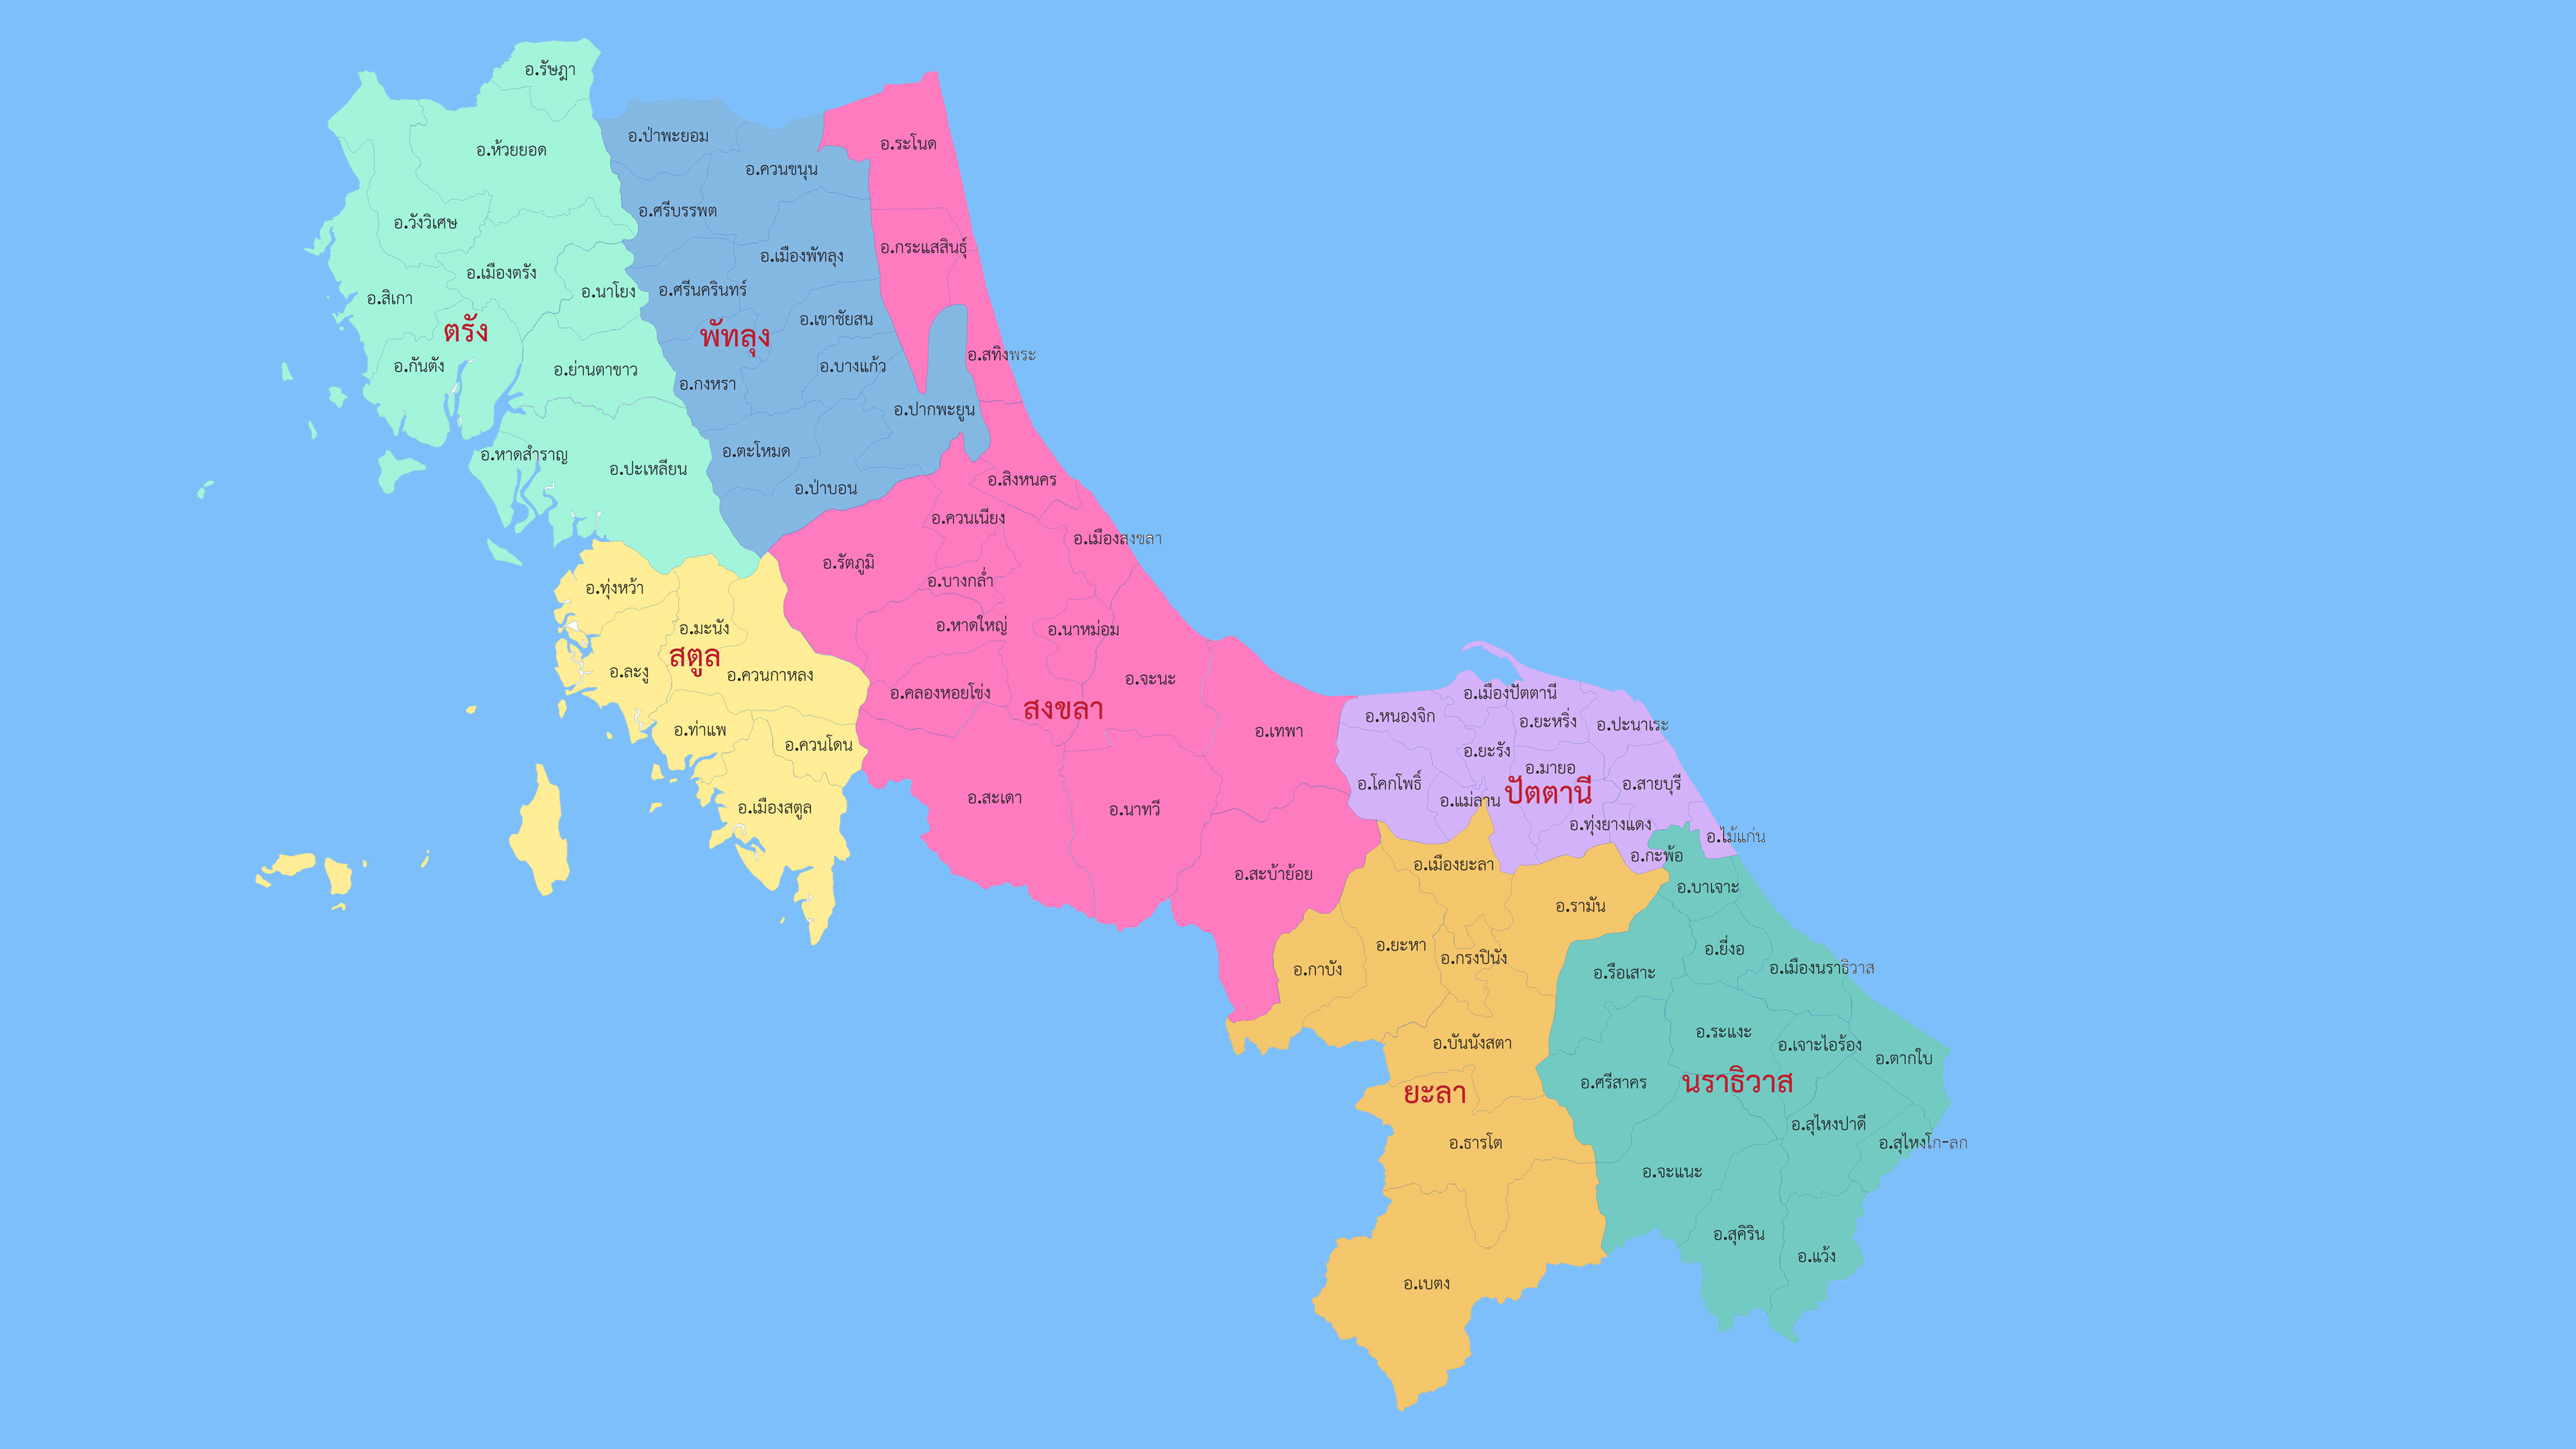 อ.รัษฎา
อ.ห้วยยอด
อ.วังวิเศษ
อ.เมืองตรัง
อ.นาโยง
อ.สิเกา
ตรัง
อ.กันตัง
อ.ย่านตาขาว
อ.หาดสำราญ
อ.ปะเหลียน
อ.ป่าพะยอม
อ.ควนขนุน
อ.ศรีบรรพต
อ.เมืองพัทลุง
อ.ศรีนครินทร์
อ.เขาชัยสน
พัทลุง
อ.บางแก้ว
อ.กงหรา
อ.ปากพะยูน
อ.ตะโหมด
อ.ป่าบอน
อ.ระโนด
อ.กระแสสินธุ์
อ.สทิงพระ
อ.สิงหนคร
อ.ควนเนียง
อ.เมืองสงขลา
อ.รัตภูมิ
อ.บางกล่ำ
อ.หาดใหญ่
อ.นาหม่อม
อ.คลองหอยโข่ง
อ.จะนะ
สงขลา
อ.เทพา
อ.สะเดา
อ.นาทวี
อ.สะบ้าย้อย
อ.ทุ่งหว้า
อ.มะนัง
สตูล
อ.ละงู
อ.ควนกาหลง
อ.ท่าแพ
อ.ควนโดน
อ.เมืองสตูล
อ.เมืองปัตตานี
อ.หนองจิก
อ.ยะหริ่ง
อ.ปะนาเระ
อ.ยะรัง
อ.มายอ
อ.โคกโพธิ์
อ.สายบุรี
ปัตตานี
อ.แม่ลาน
อ.ทุ่งยางแดง
อ.ไม้แก่น
อ.กะพ้อ
อ.เมืองยะลา
อ.รามัน
อ.ยะหา
อ.กรงปินัง
อ.กาบัง
อ.บันนังสตา
ยะลา
อ.ธารโต
อ.เบตง
อ.บาเจาะ
อ.ยี่งอ
อ.เมืองนราธิวาส
อ.รือเสาะ
อ.ระแงะ
อ.เจาะไอร้อง
อ.ตากใบ
อ.ศรีสาคร
นราธิวาส
อ.สุไหงปาดี
อ.สุไหงโก-ลก
อ.จะแนะ
อ.สุคิริน
อ.แว้ง